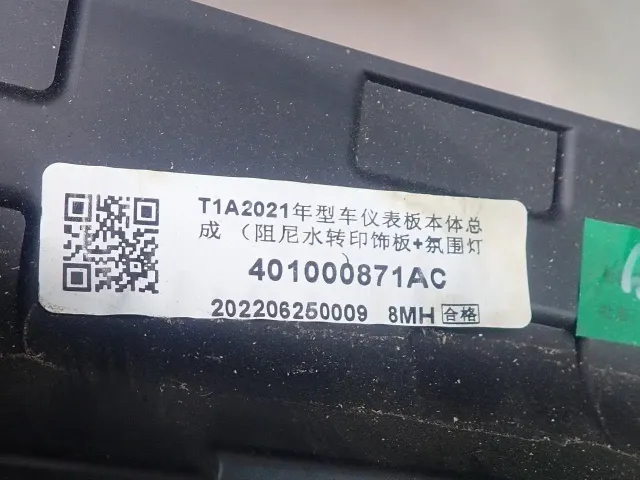 T1A2021年型车仪表板本体总
成（阻尼水转印饰板+氛围灯
）
401000871AC
202206250009 8MH 合格